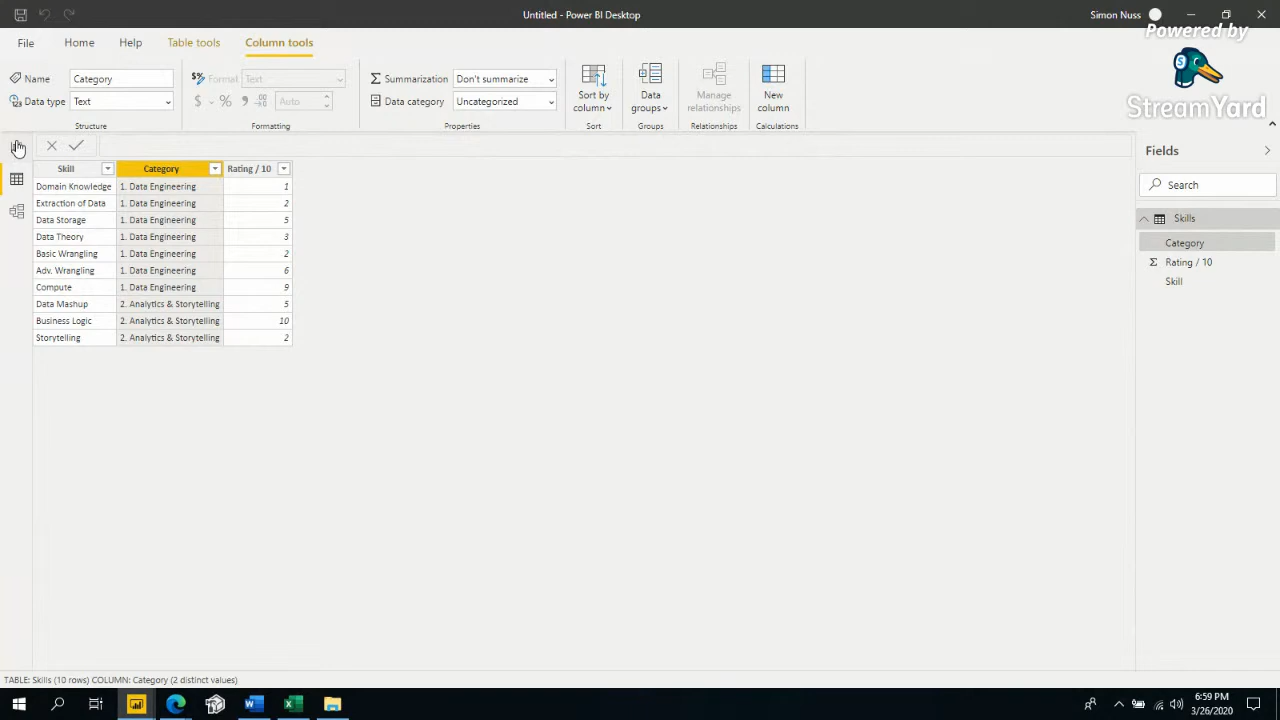 Untitled - Power BI Desktop
Simon Nuss
Powered by
StreamYard
File Home Help Table tools Column tools
Name Category
Data type Text
Structure
Format Text
$ % Auto
Formatting
Summarization Don't summarize
Data category Uncategorized
Properties
Sort by column
Sort
Data groups
Groups
Manage relationships
Relationships
New column
Calculations
Skill Category Rating / 10
Domain Knowledge 1. Data Engineering 1
Extraction of Data 1. Data Engineering 2
Data Storage 1. Data Engineering 5
Data Theory 1. Data Engineering 3
Basic Wrangling 1. Data Engineering 2
Adv. Wrangling 1. Data Engineering 6
Compute 1. Data Engineering 9
Data Mashup 2. Analytics & Storytelling 5
Business Logic 2. Analytics & Storytelling 10
Storytelling 2. Analytics & Storytelling 2
Fields
Search
Skills
Category
Σ Rating / 10
Skill
TABLE: Skills (10 rows) COLUMN: Category (2 distinct values)
6:59 PM
3/26/2020